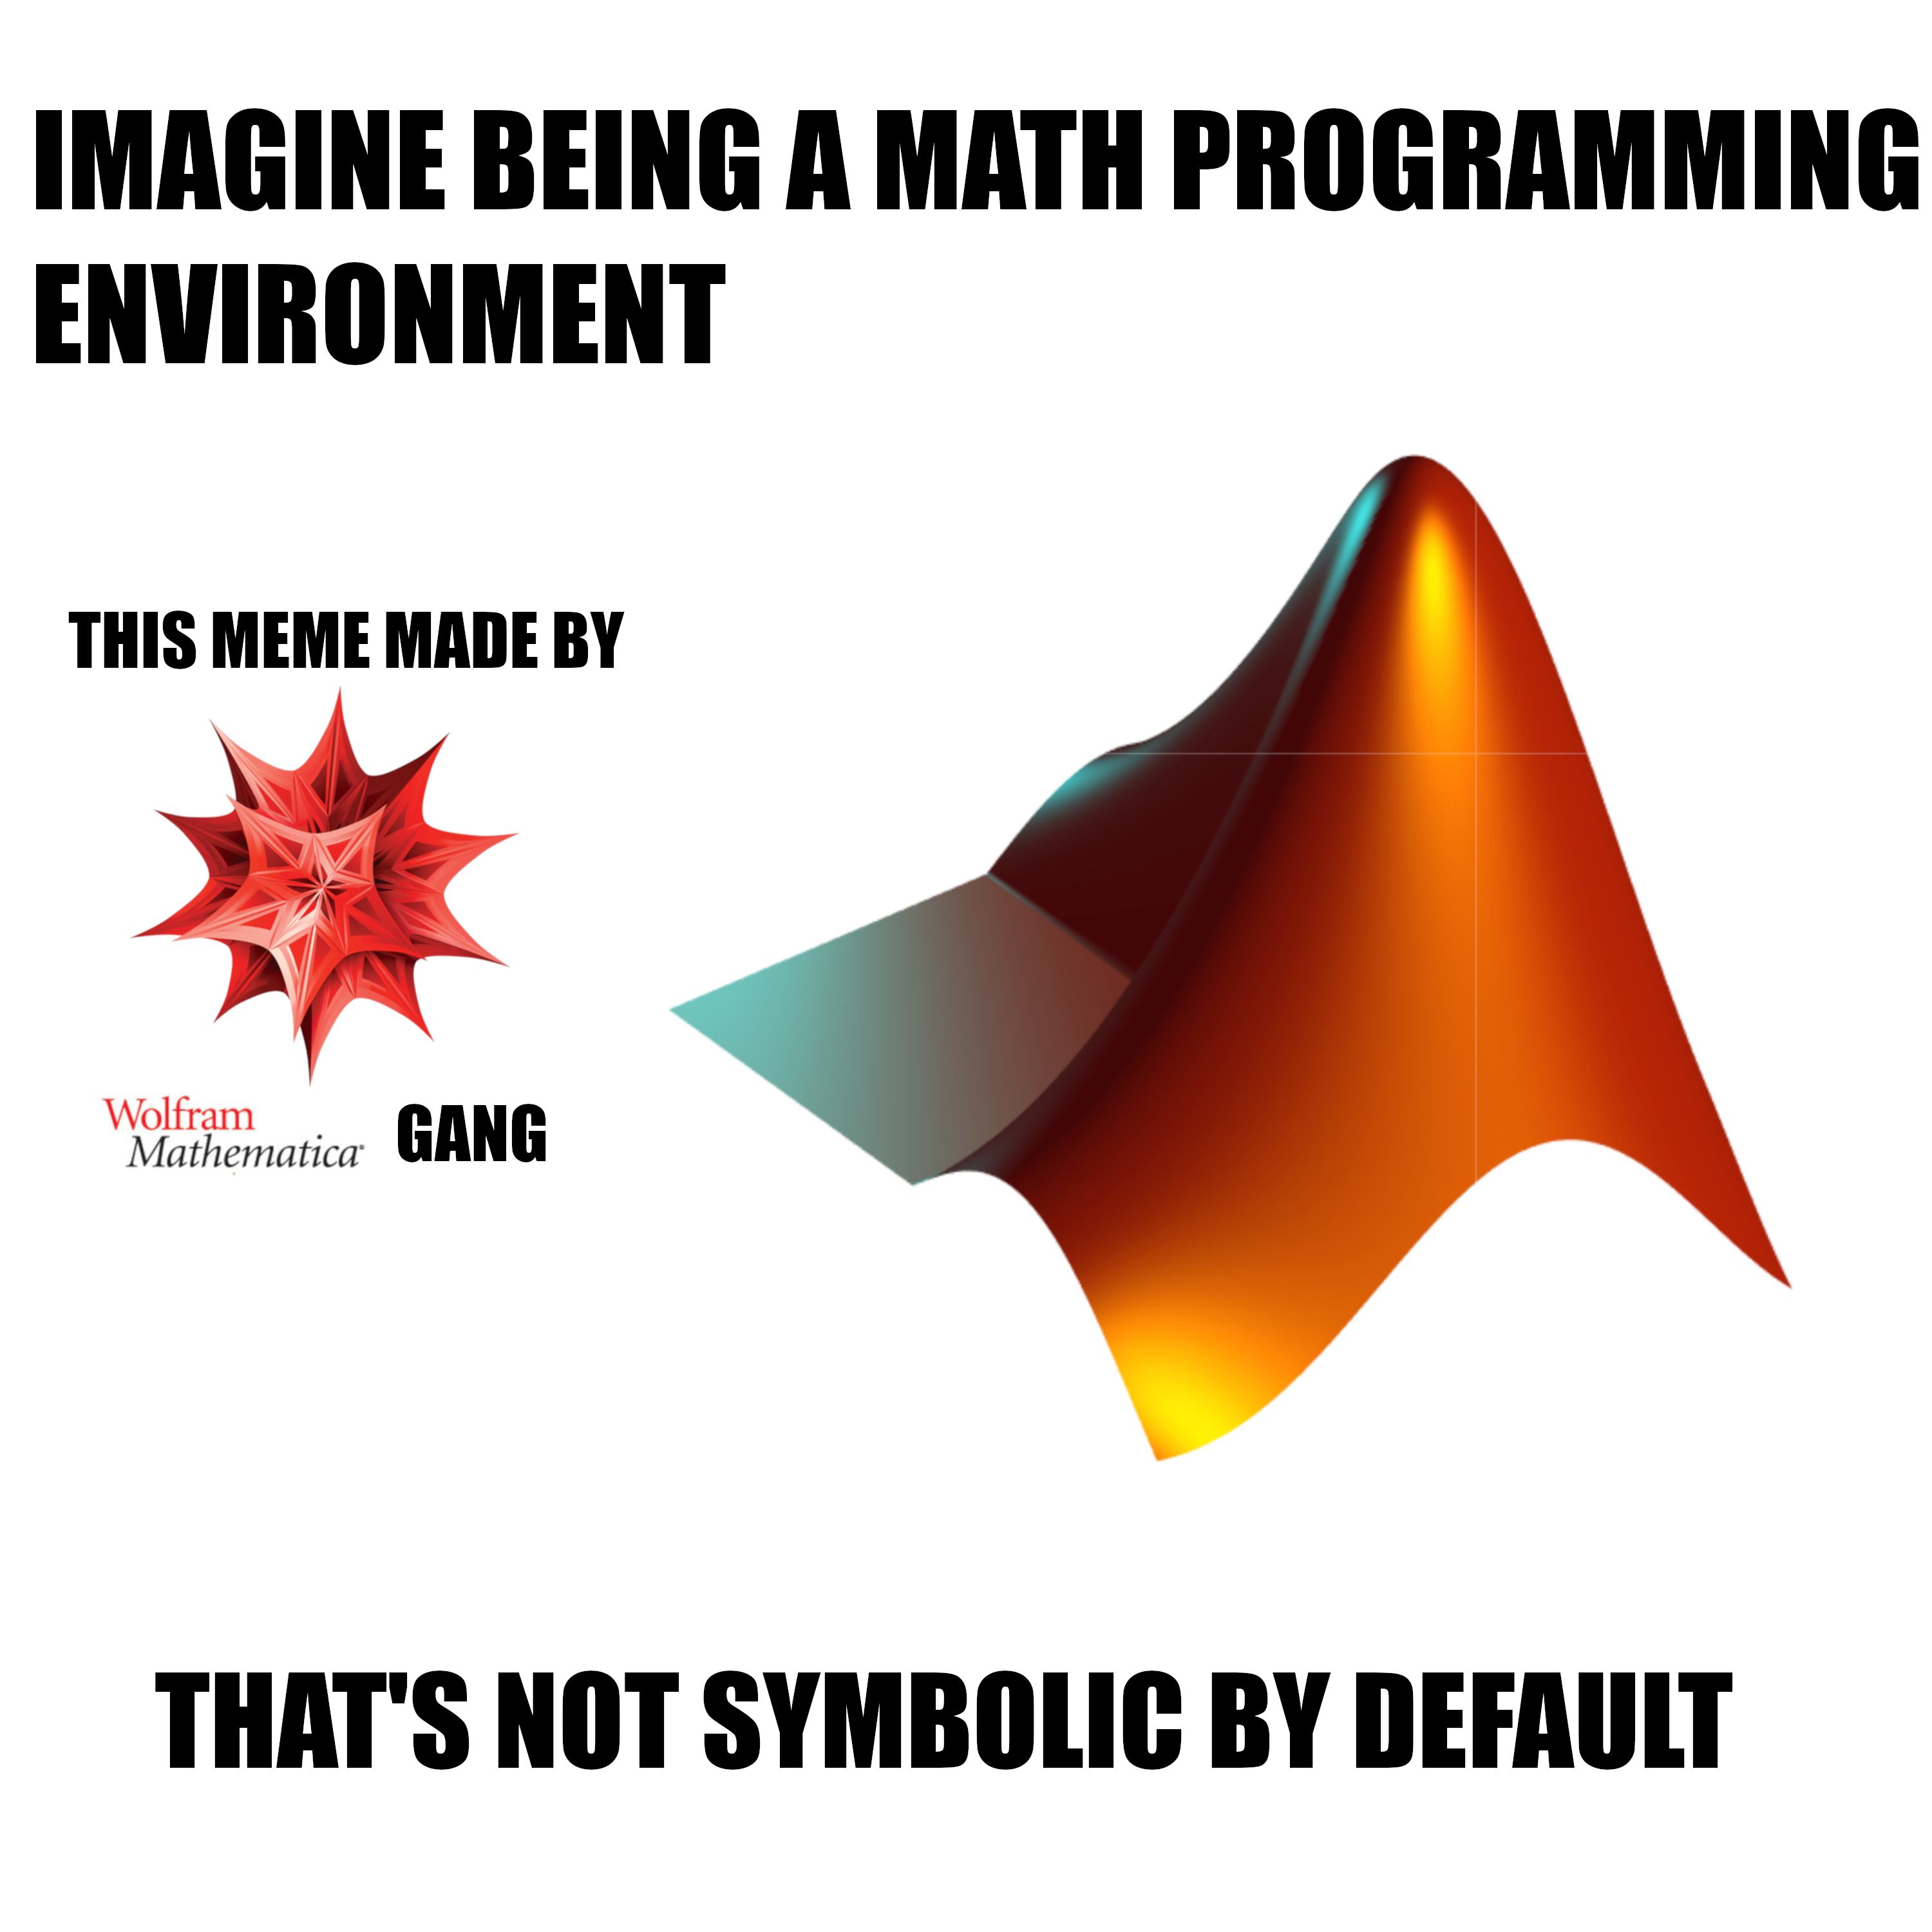 IMAGINE BEING A MATH PROGRAMMING
ENVIRONMENT
THIS MEME MADE BY
Wolfram
Mathematica®
GANG
THAT'S NOT SYMBOLIC BY DEFAULT